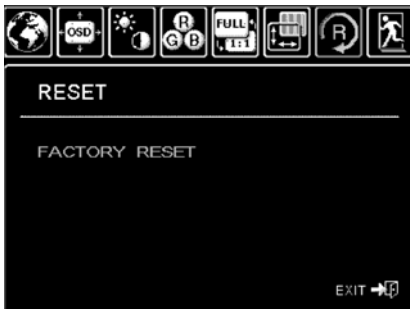 OSD R G B FULL 1:1 R
RESET
FACTORY RESET
EXIT